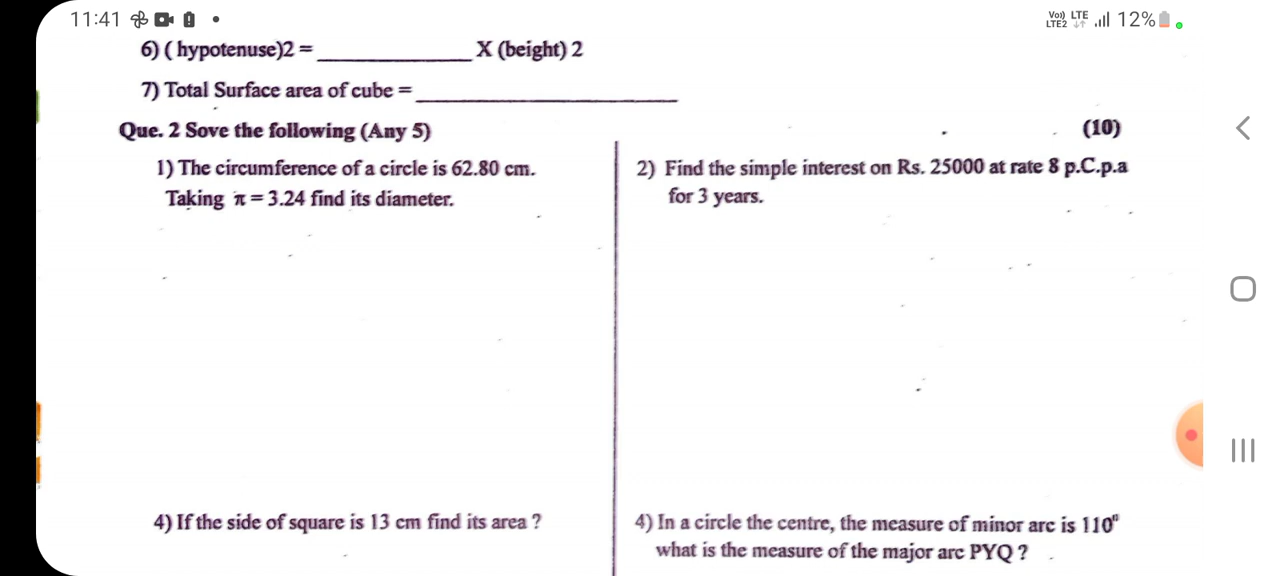 11:41
Vo)) LTE
LTE2
12%
6) ( hypotenuse)2 = ______________ X (height) 2
7) Total Surface area of cube = ________________________
Que. 2 Sove the following (Any 5)
(10)
1) The circumference of a circle is 62.80 cm.
Taking π = 3.24 find its diameter.
2) Find the simple interest on Rs. 25000 at rate 8 p.C.p.a
for 3 years.
4) If the side of square is 13 cm find its area ?
4) In a circle the centre, the measure of minor arc is 110⁰
what is the measure of the major arc PYQ ?